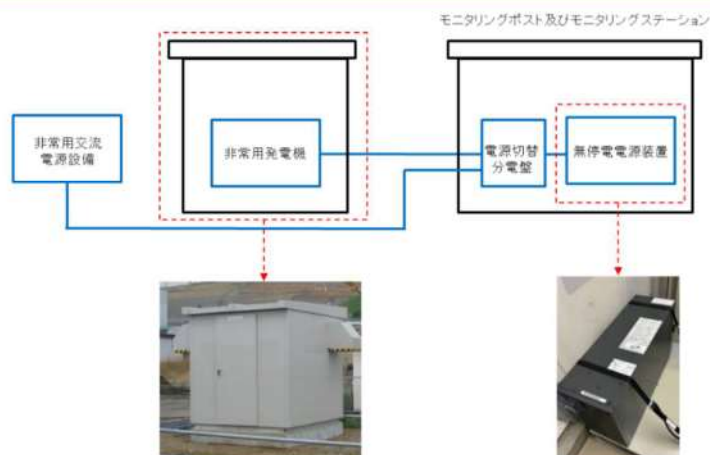 モニタリングポスト及びモニタリングステーション
非常用交流
電源設備
非常用発電機
電源切替
分電盤
無停電電源装置